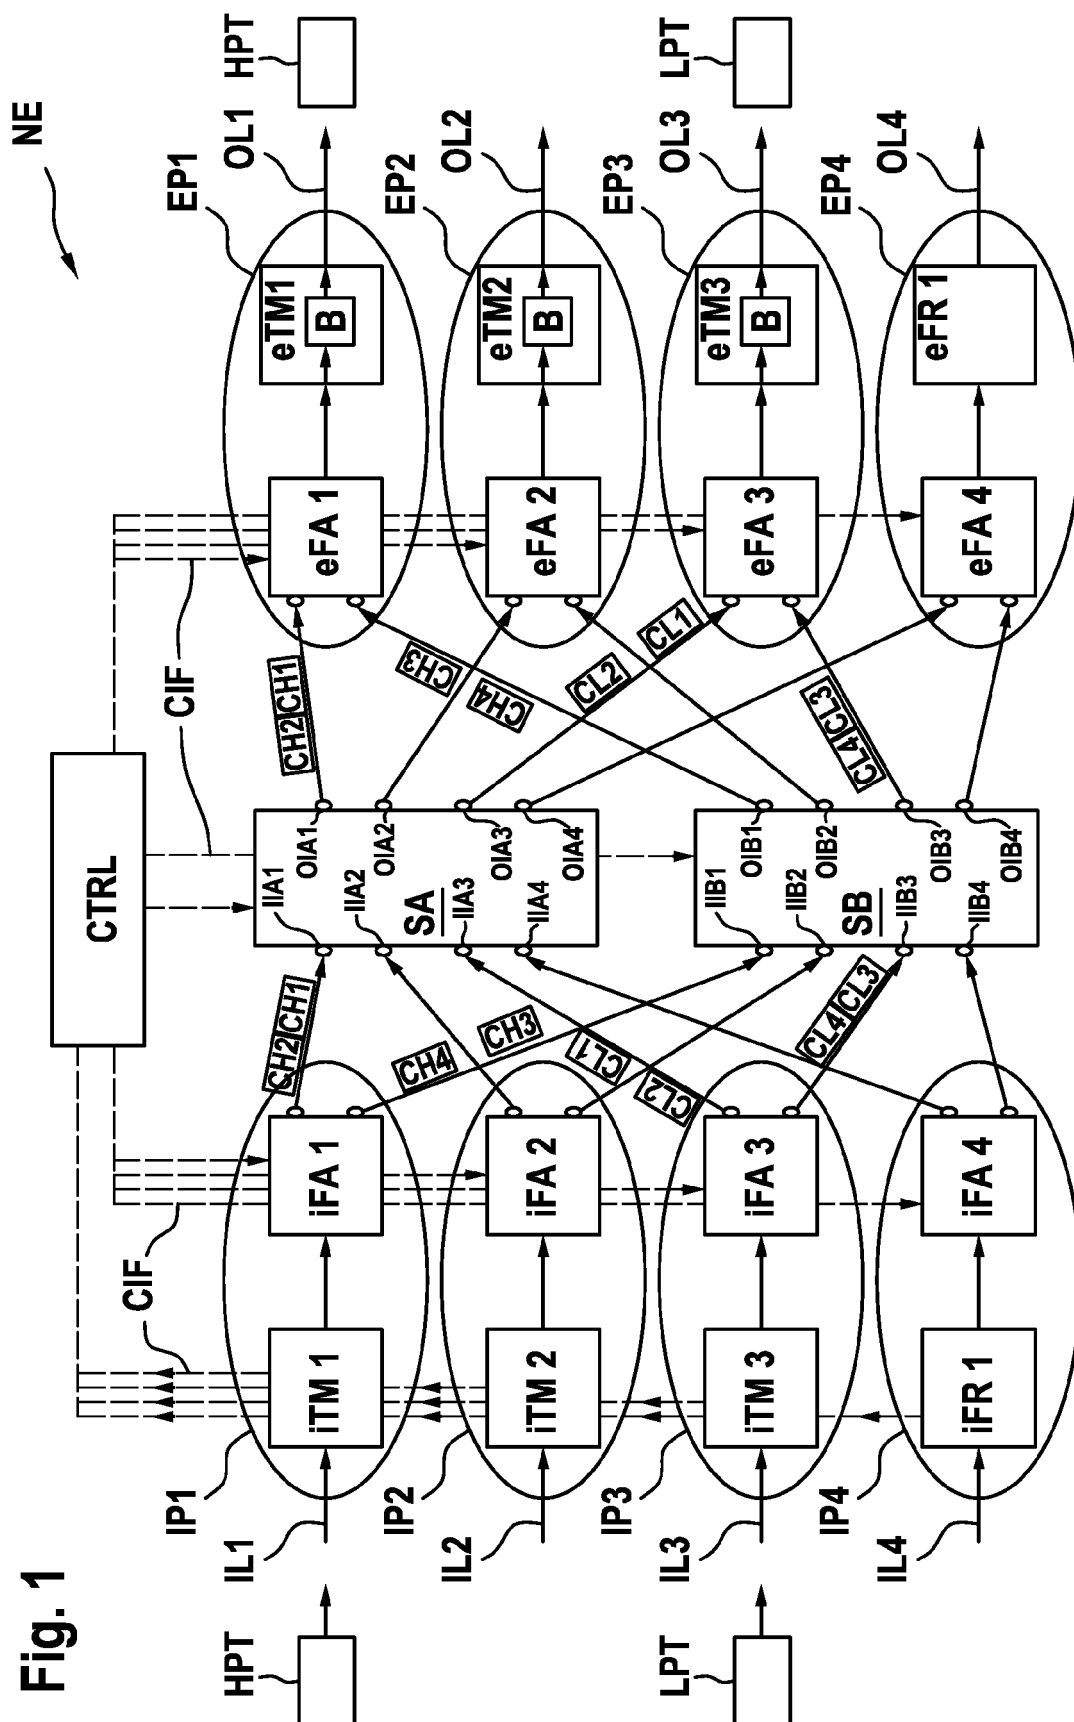 Fig. 1
NE
CTRL
CIF
CIF
CIF
HPT
IL1
IP1
iTM 1
iFA 1
CH2 CH1
IIA1
OIA1
CH2 CH1
eFA 1
eTM1
B
EP1
OL1
HPT
IL2
IP2
iTM 2
iFA 2
CH4
CH3
IIA2
OIA2
SA
IIA3
OIA3
IIA4
OIA4
CH3
CH4
eFA 2
eTM2
B
EP2
OL2
LPT
IL3
IP3
iTM 3
iFA 3
CL1
CL2
CL4 CL3
IIB1
OIB1
IIB2
OIB2
SB
IIB3
OIB3
IIB4
OIB4
CL2
CL1
CL4 CL3
eFA 3
eTM3
B
EP3
OL3
LPT
IL4
IP4
iFR 1
iFA 4
eFA 4
eFR 1
EP4
OL4